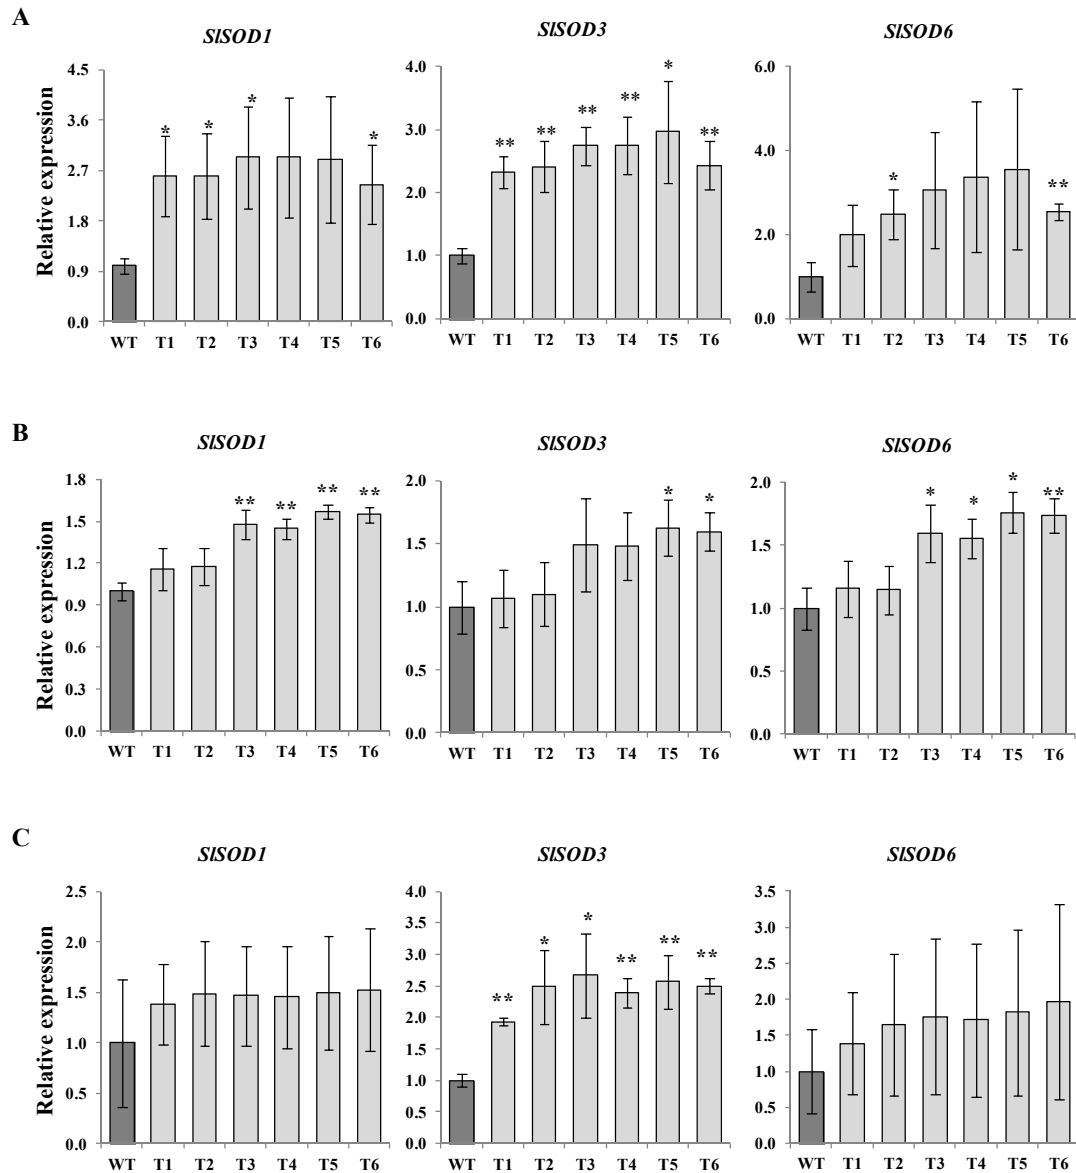 A
SlSOD1
SlSOD3
SlSOD6
Relative expression
4.5
3.6
2.7
1.8
0.9
0.0
* * * *
WT T1 T2 T3 T4 T5 T6
4.0
3.0
2.0
1.0
0.0
** ** ** ** * **
WT T1 T2 T3 T4 T5 T6
6.0
4.0
2.0
0.0
* **
WT T1 T2 T3 T4 T5 T6
B
SlSOD1
SlSOD3
SlSOD6
Relative expression
1.8
1.5
1.2
0.9
0.6
0.3
0.0
** ** ** **
WT T1 T2 T3 T4 T5 T6
2.0
1.5
1.0
0.5
0.0
* *
WT T1 T2 T3 T4 T5 T6
2.0
1.5
1.0
0.5
0.0
* * * **
WT T1 T2 T3 T4 T5 T6
C
SlSOD1
SlSOD3
SlSOD6
Relative expression
2.5
2.0
1.5
1.0
0.5
0.0
WT T1 T2 T3 T4 T5 T6
4.0
3.5
3.0
2.5
2.0
1.5
1.0
0.5
0.0
** * * ** ** **
WT T1 T2 T3 T4 T5 T6
3.5
3.0
2.5
2.0
1.5
1.0
0.5
0.0
WT T1 T2 T3 T4 T5 T6